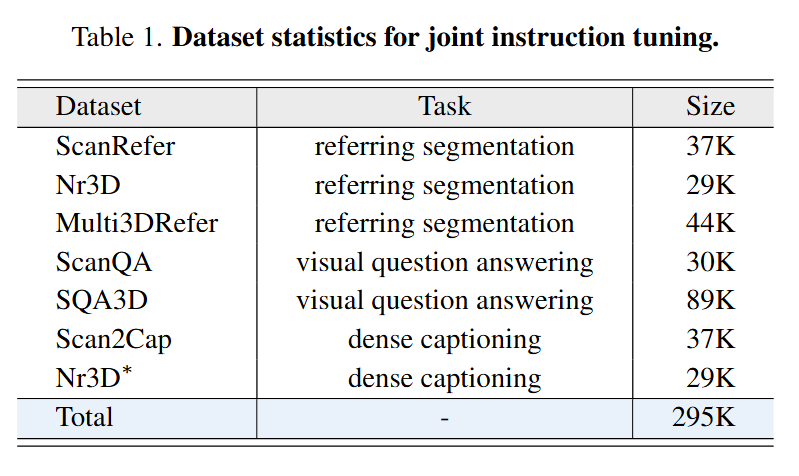 Table 1. Dataset statistics for joint instruction tuning.
Dataset Task Size
ScanRefer referring segmentation 37K
Nr3D referring segmentation 29K
Multi3DRefer referring segmentation 44K
ScanQA visual question answering 30K
SQA3D visual question answering 89K
Scan2Cap dense captioning 37K
Nr3D* dense captioning 29K
Total - 295K